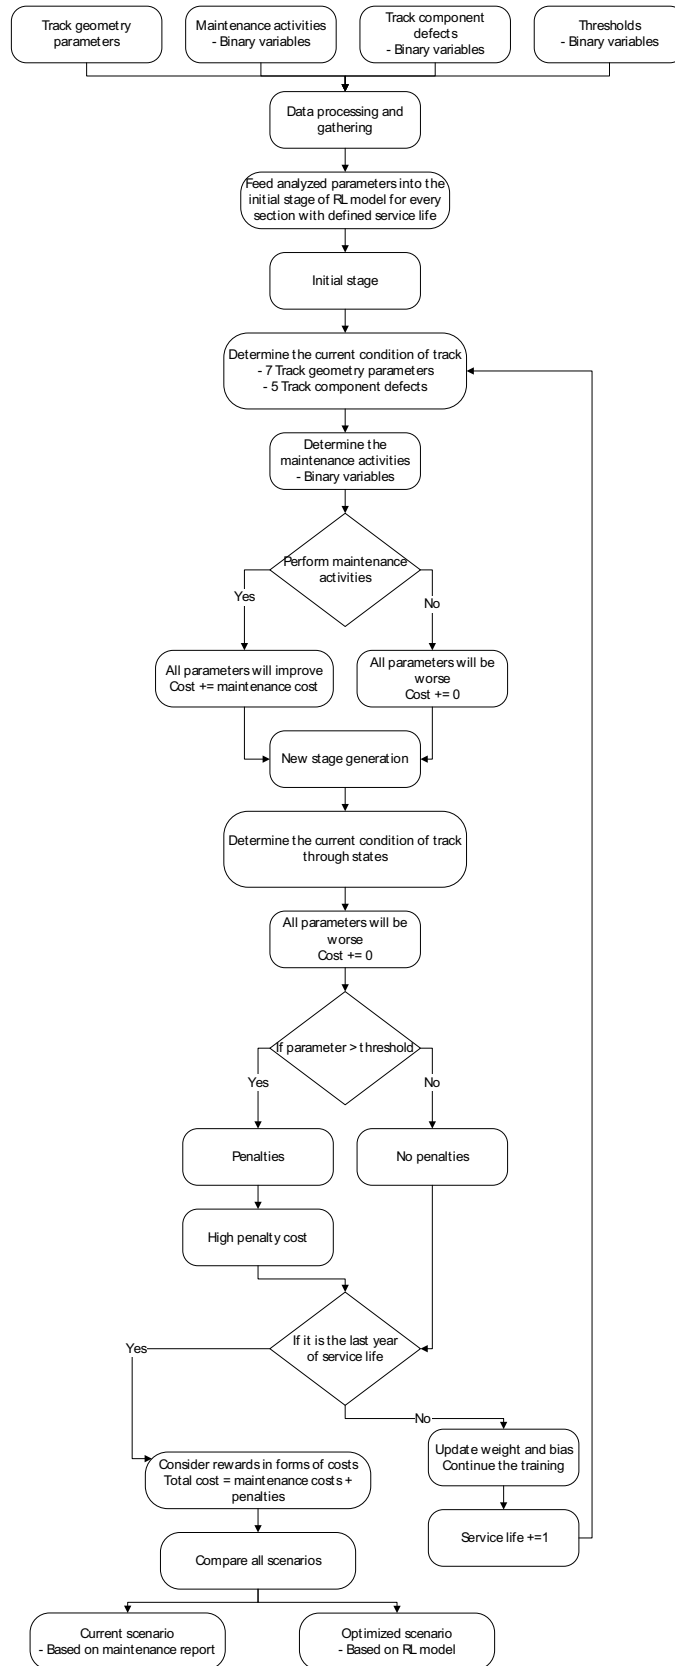 Track geometry
parameters
Maintenance activities
- Binary variables
Track component
defects
- Binary variables
Thresholds
- Binary variables
Data processing and
gathering
Feed analyzed parameters into the
initial stage of RL model for every
section with defined service life
Initial stage
Determine the current condition of track
- 7 Track geometry parameters
- 5 Track component defects
Determine the
maintenance activities
- Binary variables
Perform maintenance
activities
Yes
No
All parameters will improve
Cost += maintenance cost
All parameters will be
worse
Cost += 0
New stage generation
Determine the current condition of track
through states
All parameters will be
worse
Cost += 0
If parameter > threshold
Yes
No
Penalties
No penalties
High penalty cost
If it is the last year
of service life
Yes
No
Update weight and bias
Continue the training
Consider rewards in forms of costs
Total cost = maintenance costs +
penalties
Service life +=1
Compare all scenarios
Current scenario
- Based on maintenance report
Optimized scenario
- Based on RL model